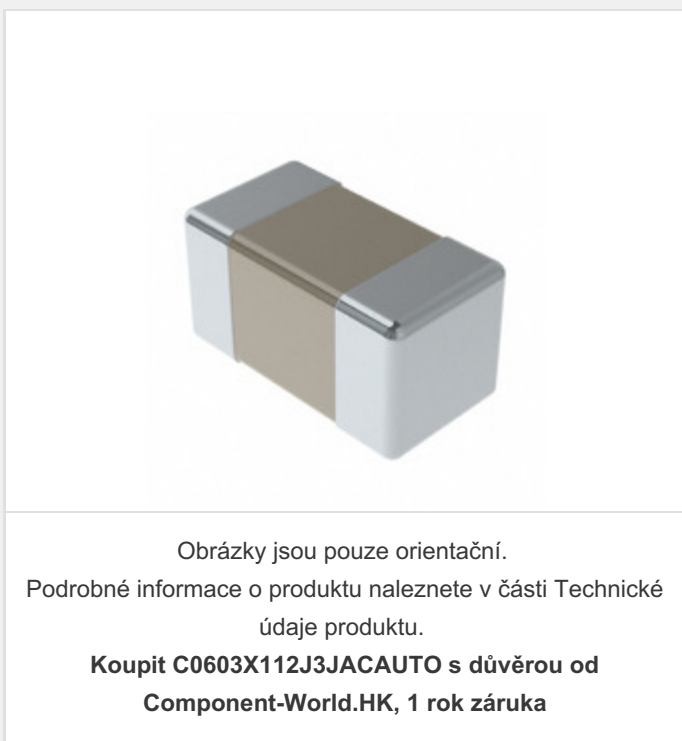 Obrázky jsou pouze orientační.
Podrobné informace o produktu naleznete v části Technické
údaje produktu.
Koupit C0603X112J3JACAUTO s důvěrou od
Component-World.HK, 1 rok záruka